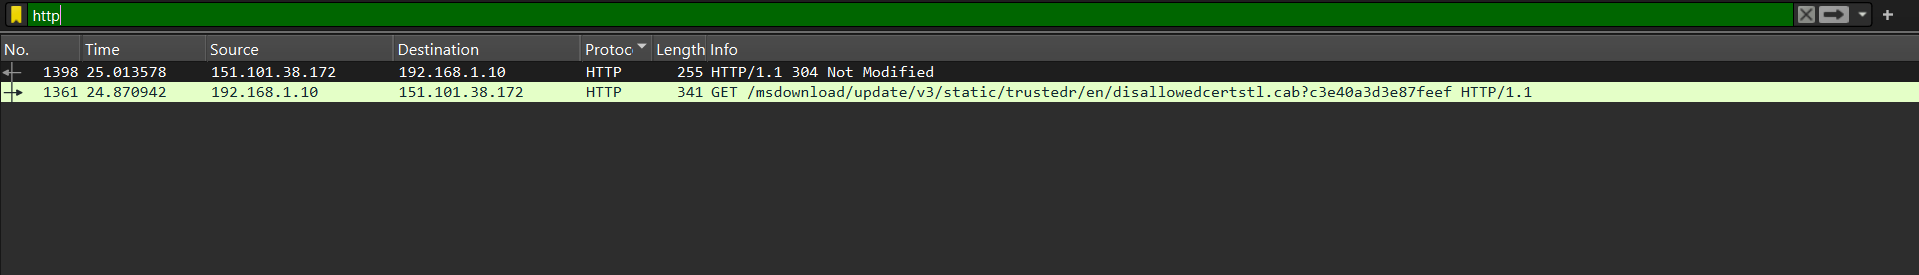 http
No. Time Source Destination Protoc Length Info
1398 25.013578 151.101.38.172 192.168.1.10 HTTP 255 HTTP/1.1 304 Not Modified
1361 24.870942 192.168.1.10 151.101.38.172 HTTP 341 GET /msdownload/update/v3/static/trustedr/en/disallowedcertstl.cab?c3e40a3d3e87feef HTTP/1.1